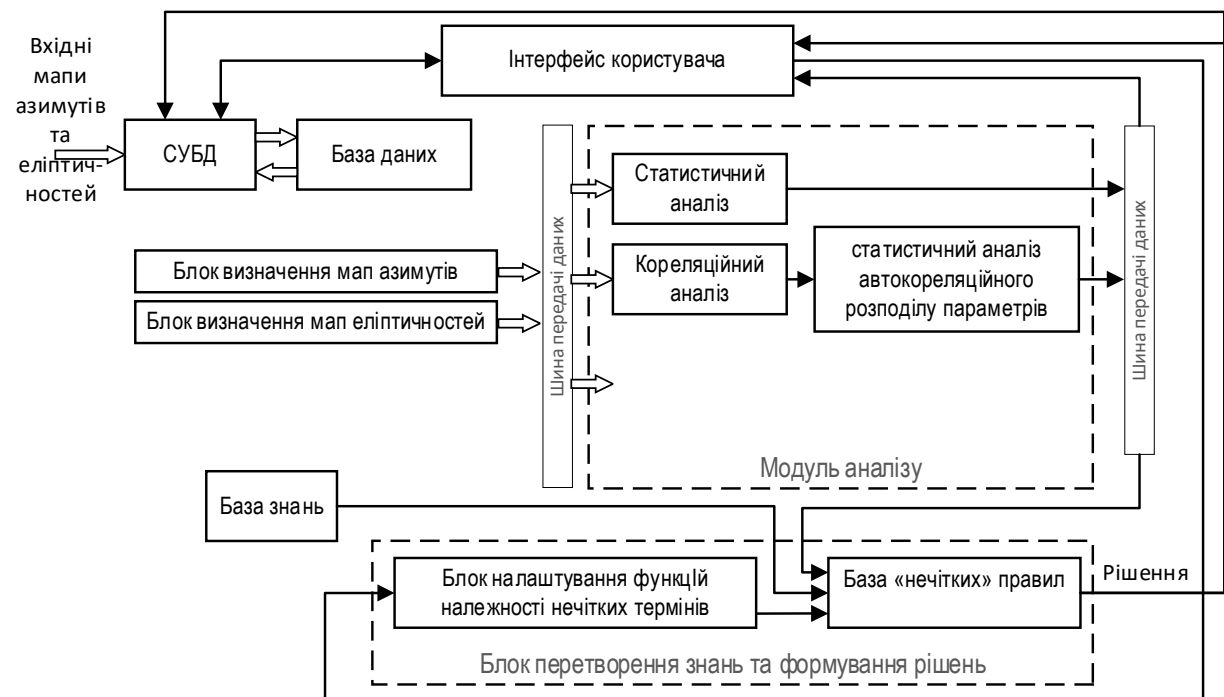 Вхідні
мапи
азимутів
та
еліптич-
ностей
Інтерфейс користувача
СУБД
База даних
Шина передачі даних
Статистичний
аналіз
Кореляційний
аналіз
статистичний аналіз
автокореляційного
розподілу параметрів
Шина передачі даних
Блок визначення мап азимутів
Блок визначення мап еліптичностей
Модуль аналізу
База знань
Блок налаштування функцІй
належності нечітких термінів
База «нечітких» правил
Рішення
Блок перетворення знань та формування рішень